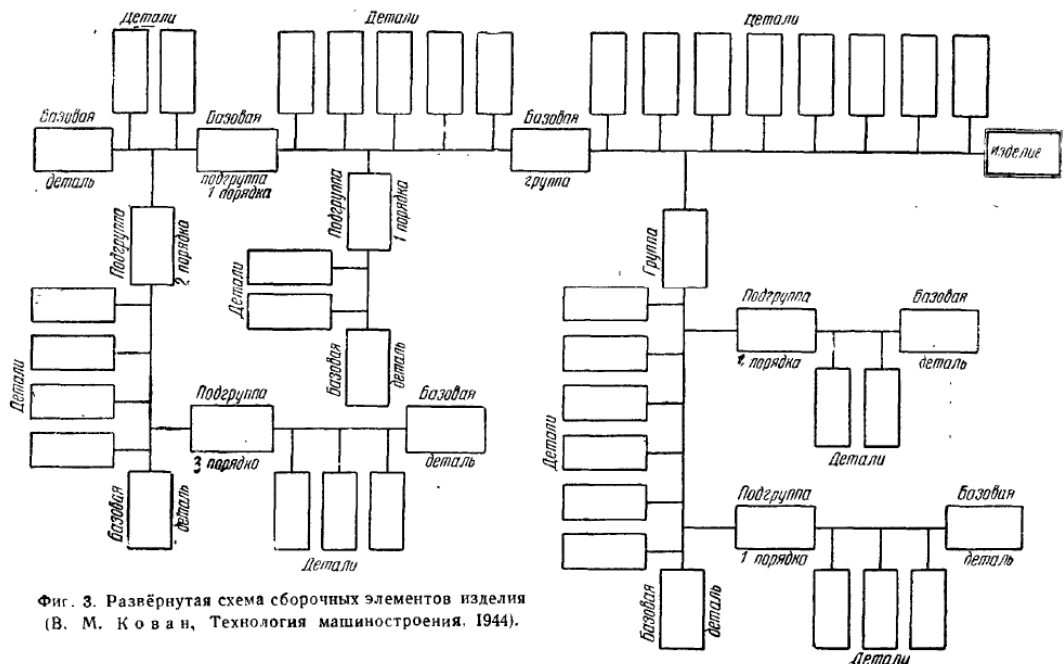 Детали
Детали
Детали
Базовая
деталь
Базовая
подгруппа
1 порядка
Базовая
группа
изделие
Подгруппа
2 порядка
Подгруппа
1 порядка
Группа
Детали
Базовая
деталь
Детали
Подгруппа
3 порядка
Базовая
деталь
Детали
Базовая
деталь
Подгруппа
1 порядка
Базовая
деталь
Детали
Детали
Подгруппа
1 порядка
Базовая
деталь
Детали
Базовая
деталь
Фиг. 3. Развёрнутая схема сборочных элементов изделия
(В. М. Кован, Технология машиностроения, 1944).